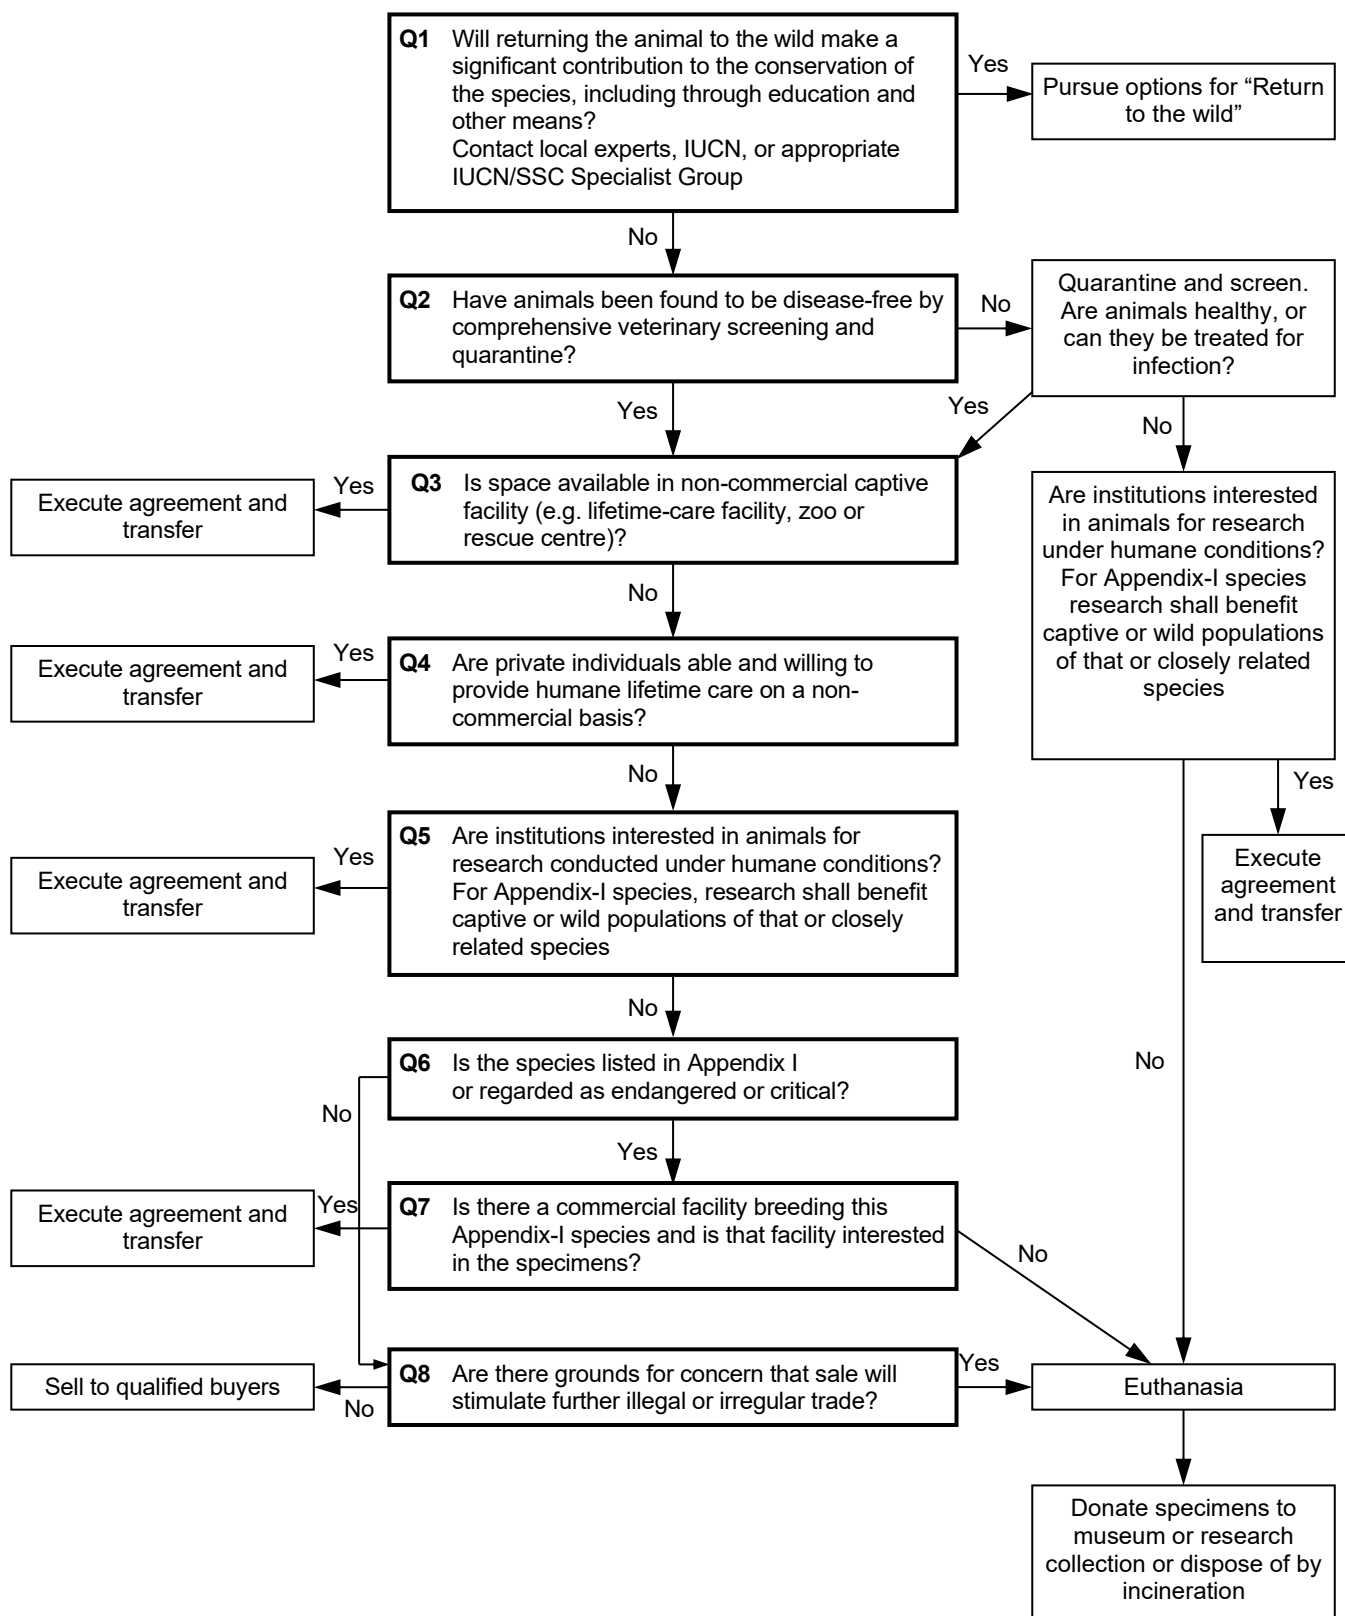 Q1 Will returning the animal to the wild make a
significant contribution to the conservation of
the species, including through education and
other means?
Contact local experts, IUCN, or appropriate
IUCN/SSC Specialist Group
Yes
Pursue options for “Return
to the wild”
No
Q2 Have animals been found to be disease-free by
comprehensive veterinary screening and
quarantine?
No
Quarantine and screen.
Are animals healthy, or
can they be treated for
infection?
Yes
Yes
No
Q3 Is space available in non-commercial captive
facility (e.g. lifetime-care facility, zoo or
rescue centre)?
Yes
Execute agreement and
transfer
Are institutions interested
in animals for research
under humane conditions?
For Appendix-I species
research shall benefit
captive or wild populations
of that or closely related
species
No
Q4 Are private individuals able and willing to
provide humane lifetime care on a non-
commercial basis?
Yes
Execute agreement and
transfer
No
Yes
Execute
agreement
and transfer
Q5 Are institutions interested in animals for
research conducted under humane conditions?
For Appendix-I species, research shall benefit
captive or wild populations of that or closely
related species
Yes
Execute agreement and
transfer
No
Q6 Is the species listed in Appendix I
or regarded as endangered or critical?
No
No
Yes
Q7 Is there a commercial facility breeding this
Appendix-I species and is that facility interested
in the specimens?
Yes
Execute agreement and
transfer
No
Q8 Are there grounds for concern that sale will
stimulate further illegal or irregular trade?
No
Sell to qualified buyers
Yes
Euthanasia
Donate specimens to
museum or research
collection or dispose of by
incineration